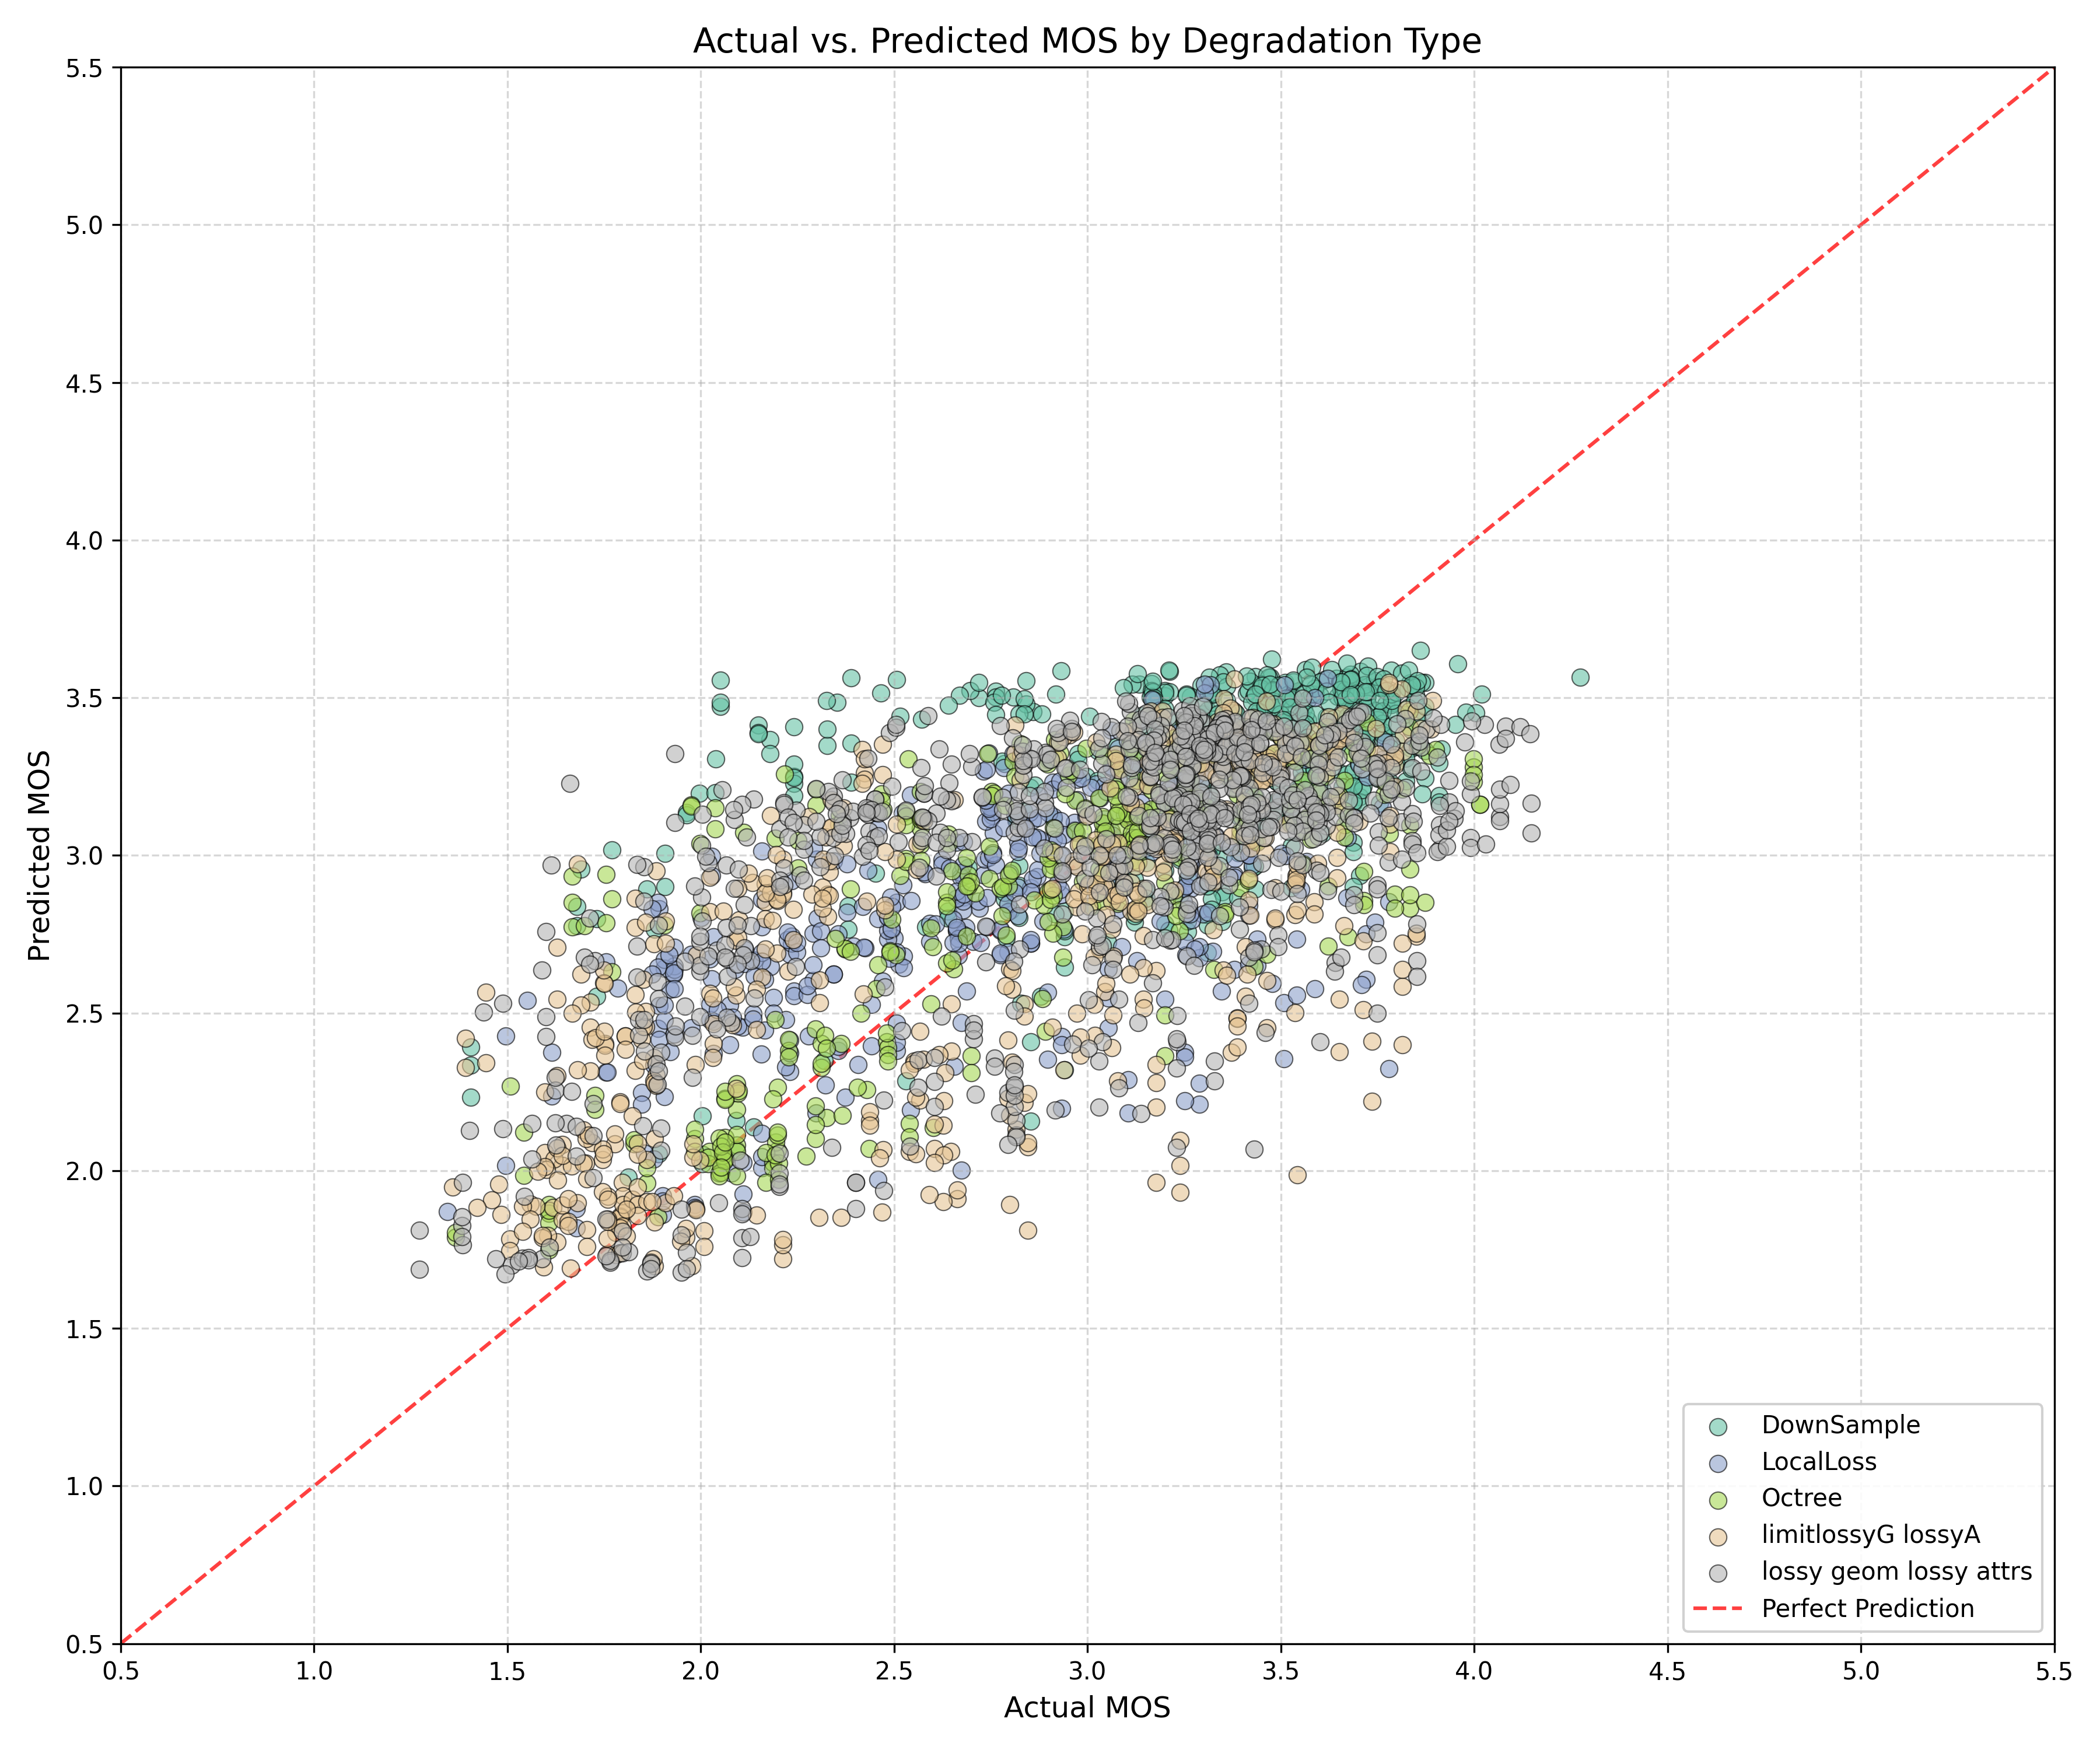 Actual vs. Predicted MOS by Degradation Type
5.5
5.0
4.5
4.0
3.5
3.0
2.5
2.0
1.5
1.0
0.5
Predicted MOS
0.5 1.0 1.5 2.0 2.5 3.0 3.5 4.0 4.5 5.0 5.5
Actual MOS
DownSample
LocalLoss
Octree
limitlossyG lossyA
lossy geom lossy attrs
Perfect Prediction